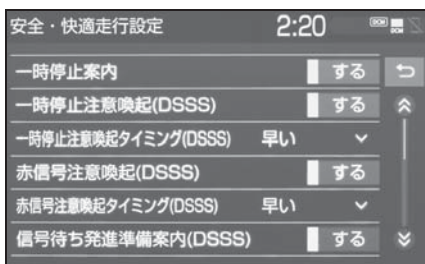 安全・快適走行設定 2:20 DCM
一時停止案内 する
一時停止注意喚起(DSSS) する
一時停止注意喚起タイミング(DSSS) 早い
赤信号注意喚起(DSSS) する
赤信号注意喚起タイミング(DSSS) 早い
信号待ち発進準備案内(DSSS) する